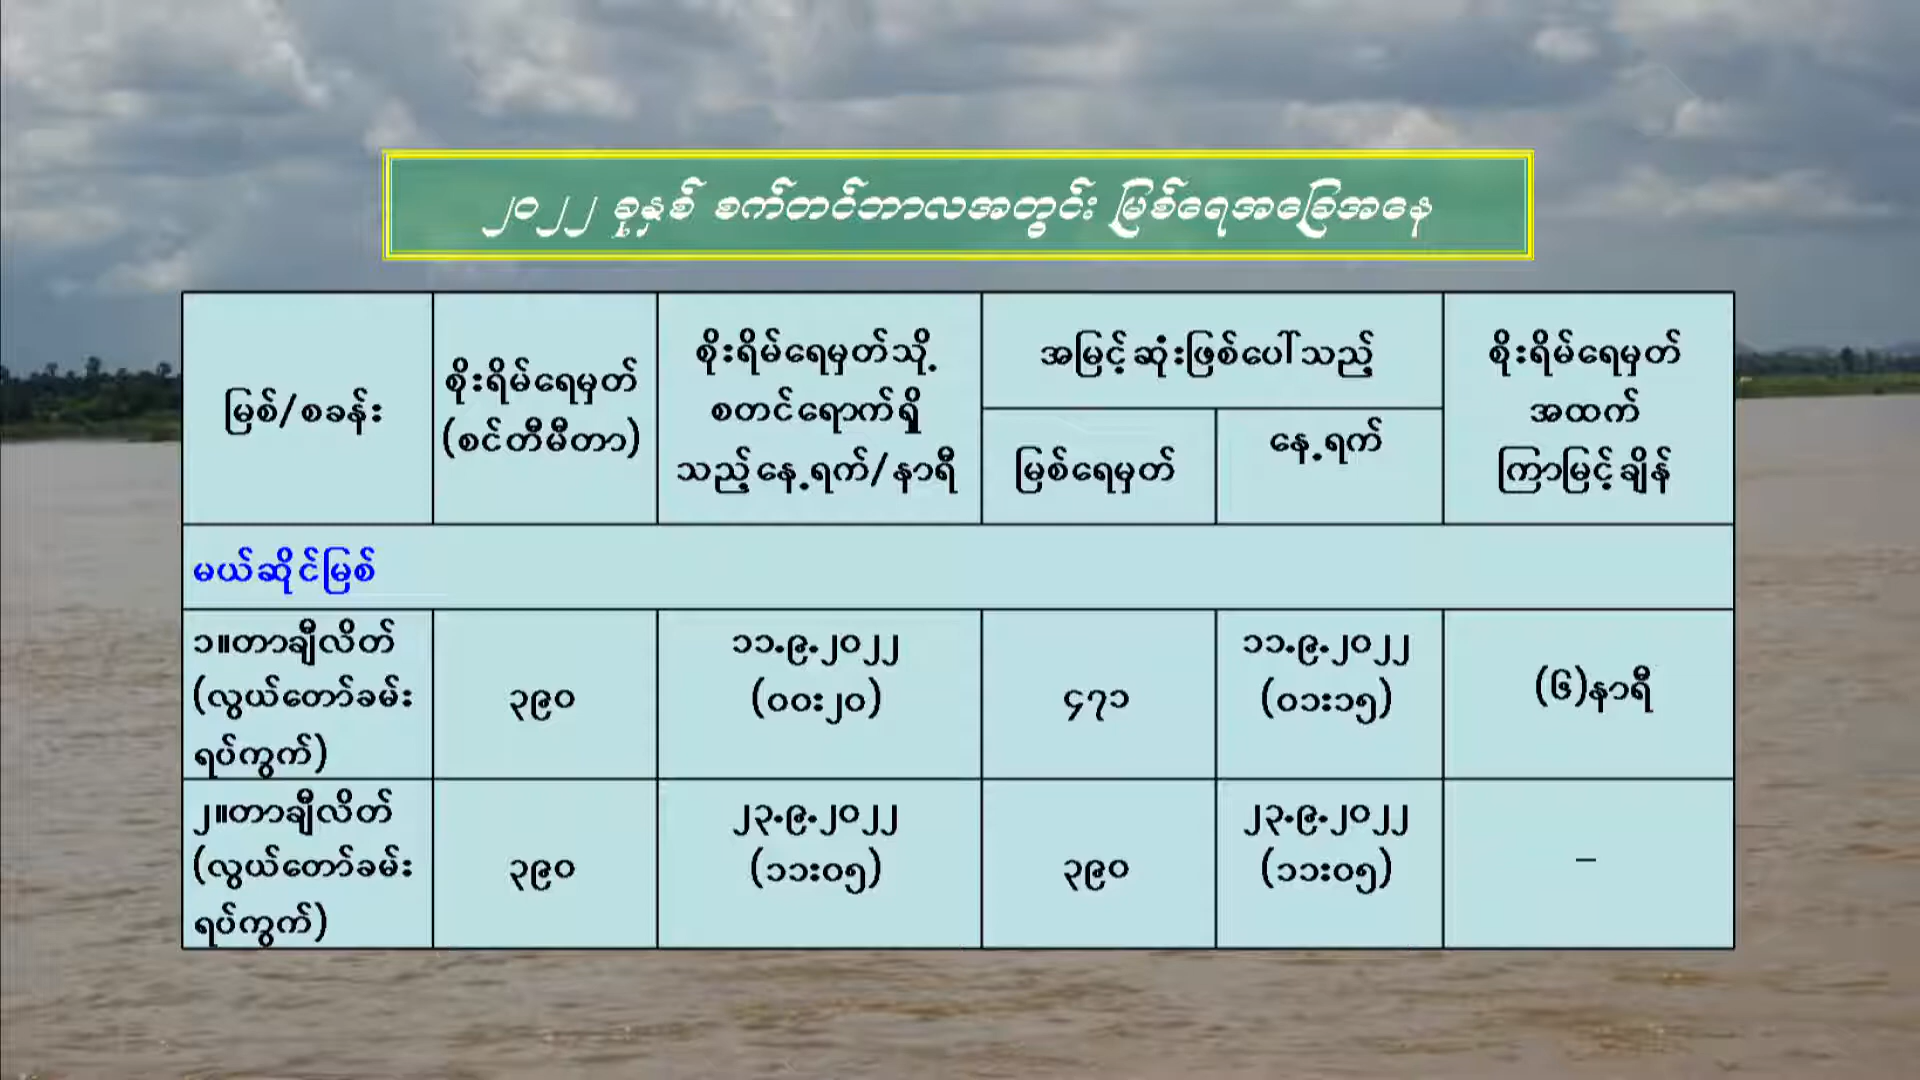 ၂၀၂၂ ခုနှစ် စက်တင်ဘာလအတွင်း မြစ်ရေအခြေအနေ
မြစ်/စခန်း
စိုးရိမ်ရေမှတ်
(စင်တီမီတာ)
စိုးရိမ်ရေမှတ်သို့
စတင်ရောက်ရှိ
သည့်နေ့ရက်/နာရီ
အမြင့်ဆုံးဖြစ်ပေါ်သည့်
မြစ်ရေမှတ်
နေ့ရက်
စိုးရိမ်ရေမှတ်
အထက်
ကြာမြင့်ချိန်
မယ်ဆိုင်မြစ်
၁။တာချီလိတ်
(လွယ်တော်ခမ်း
ရပ်ကွက်)
၃၉၀
၁၁.၉.၂၀၂၂
(၀၀း၂၀)
၄၇၁
၁၁.၉.၂၀၂၂
(၀၁း၁၅)
(၆)နာရီ
၂။တာချီလိတ်
(လွယ်တော်ခမ်း
ရပ်ကွက်)
၃၉၀
၂၃.၉.၂၀၂၂
(၁၁း၀၅)
၃၉၀
၂၃.၉.၂၀၂၂
(၁၁း၀၅)
–